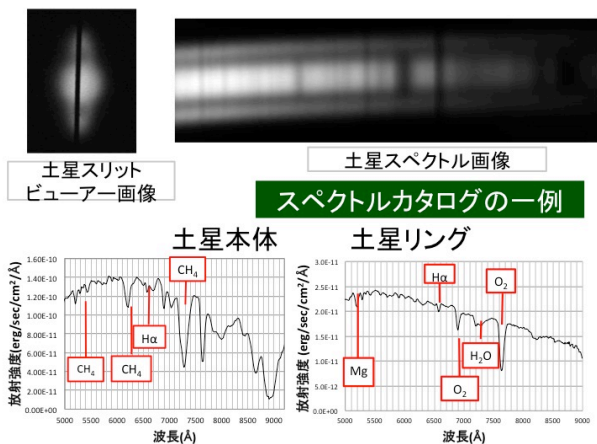 土星スリット
ビューアー画像
土星スペクトル画像
スペクトルカタログの一例
土星本体
放射強度(erg/sec/cm²/Å)
1.60E-10
1.40E-10
1.20E-10
1.00E-10
8.00E-11
6.00E-11
4.00E-11
2.00E-11
0.00E+00
CH₄
Hα
CH₄
CH₄
5000 5500 6000 6500 7000 7500 8000 8500 9000
波長(Å)
土星リング
放射強度(erg/sec/cm²/Å)
3.0E-11
2.5E-11
2.0E-11
1.5E-11
1.0E-11
5.0E-12
0.0E+00
Hα
O₂
H₂O
Mg
O₂
5000 5500 6000 6500 7000 7500 8000 8500 9000
波長(Å)